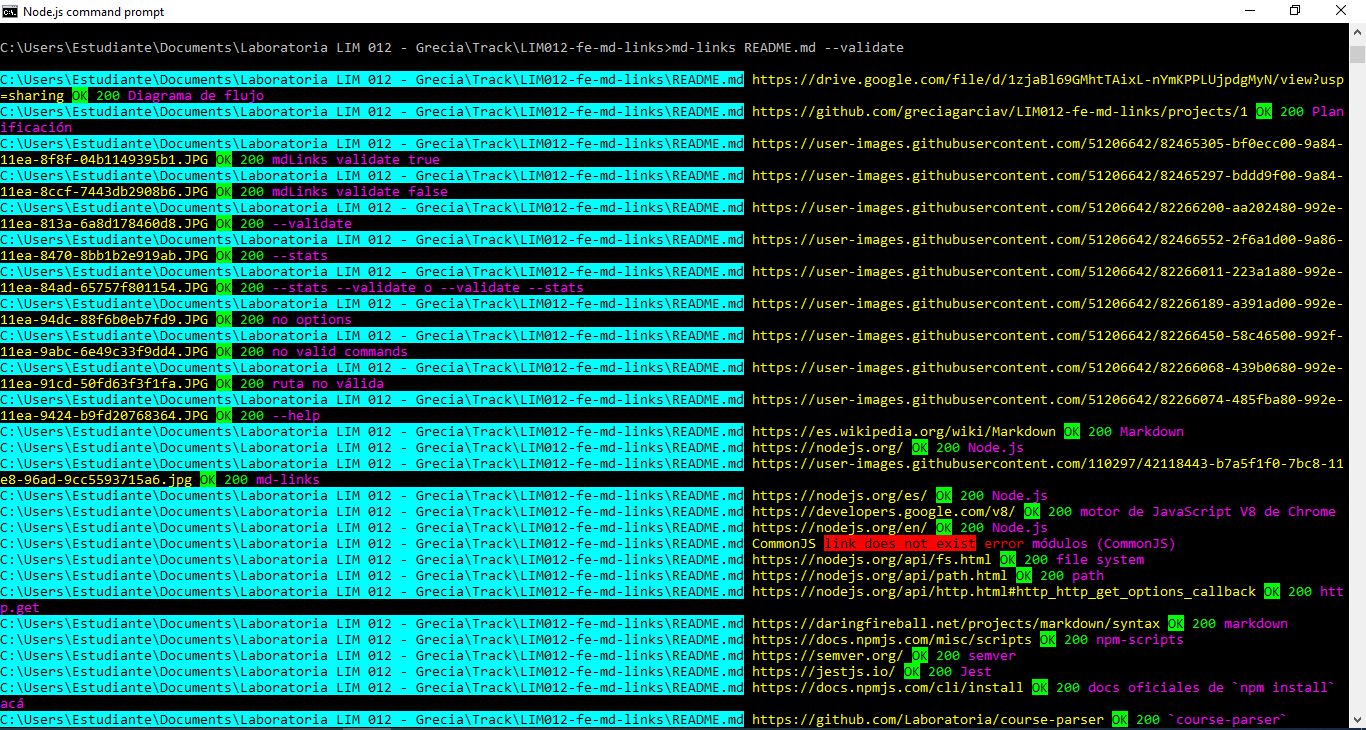 Node.js command prompt
C:\Users\Estudiante\Documents\Laboratoria LIM 012 - Grecia\Track\LIM012-fe-md-links>md-links README.md --validate
C:\Users\Estudiante\Documents\Laboratoria LIM 012 - Grecia\Track\LIM012-fe-md-links\README.md https://drive.google.com/file/d/1zjaBl69GMhtTAixL-nYmKPPLUjpdgMyN/view?usp
=sharing OK 200 Diagrama de flujo
C:\Users\Estudiante\Documents\Laboratoria LIM 012 - Grecia\Track\LIM012-fe-md-links\README.md https://github.com/greciagarciav/LIM012-fe-md-links/projects/1 OK 200 Plan
ificación
C:\Users\Estudiante\Documents\Laboratoria LIM 012 - Grecia\Track\LIM012-fe-md-links\README.md https://user-images.githubusercontent.com/51206642/82465305-bf0ecc00-9a84-
11ea-8f8f-04b1149395b1.JPG OK 200 mdLinks validate true
C:\Users\Estudiante\Documents\Laboratoria LIM 012 - Grecia\Track\LIM012-fe-md-links\README.md https://user-images.githubusercontent.com/51206642/82465297-bddd9f00-9a84-
11ea-8ccf-7443db2908b6.JPG OK 200 mdLinks validate false
C:\Users\Estudiante\Documents\Laboratoria LIM 012 - Grecia\Track\LIM012-fe-md-links\README.md https://user-images.githubusercontent.com/51206642/82266200-aa202480-992e-
11ea-813a-6a8d178460d8.JPG OK 200 --validate
C:\Users\Estudiante\Documents\Laboratoria LIM 012 - Grecia\Track\LIM012-fe-md-links\README.md https://user-images.githubusercontent.com/51206642/82466552-2f6a1d00-9a86-
11ea-8470-8bb1b2e919ab.JPG OK 200 --stats
C:\Users\Estudiante\Documents\Laboratoria LIM 012 - Grecia\Track\LIM012-fe-md-links\README.md https://user-images.githubusercontent.com/51206642/82266011-223a1a80-992e-
11ea-84ad-65757f801154.JPG OK 200 --stats --validate o --validate --stats
C:\Users\Estudiante\Documents\Laboratoria LIM 012 - Grecia\Track\LIM012-fe-md-links\README.md https://user-images.githubusercontent.com/51206642/82266189-a391ad00-992e-
11ea-94dc-88f6b0eb7fd9.JPG OK 200 no options
C:\Users\Estudiante\Documents\Laboratoria LIM 012 - Grecia\Track\LIM012-fe-md-links\README.md https://user-images.githubusercontent.com/51206642/82266450-58c46500-992f-
11ea-9abc-6e49c33f9dd4.JPG OK 200 no valid commands
C:\Users\Estudiante\Documents\Laboratoria LIM 012 - Grecia\Track\LIM012-fe-md-links\README.md https://user-images.githubusercontent.com/51206642/82266068-439b0680-992e-
11ea-91cd-50fd63f3f1fa.JPG OK 200 ruta no válida
C:\Users\Estudiante\Documents\Laboratoria LIM 012 - Grecia\Track\LIM012-fe-md-links\README.md https://user-images.githubusercontent.com/51206642/82266074-485fba80-992e-
11ea-9424-b9fd20768364.JPG OK 200 --help
C:\Users\Estudiante\Documents\Laboratoria LIM 012 - Grecia\Track\LIM012-fe-md-links\README.md https://es.wikipedia.org/wiki/Markdown OK 200 Markdown
C:\Users\Estudiante\Documents\Laboratoria LIM 012 - Grecia\Track\LIM012-fe-md-links\README.md https://nodejs.org/ OK 200 Node.js
C:\Users\Estudiante\Documents\Laboratoria LIM 012 - Grecia\Track\LIM012-fe-md-links\README.md https://user-images.githubusercontent.com/110297/42118443-b7a5f1f0-7bc8-11
e8-96ad-9cc5593715a6.jpg OK 200 md-links
C:\Users\Estudiante\Documents\Laboratoria LIM 012 - Grecia\Track\LIM012-fe-md-links\README.md https://nodejs.org/es/ OK 200 Node.js
C:\Users\Estudiante\Documents\Laboratoria LIM 012 - Grecia\Track\LIM012-fe-md-links\README.md https://developers.google.com/v8/ OK 200 motor de JavaScript V8 de Chrome
C:\Users\Estudiante\Documents\Laboratoria LIM 012 - Grecia\Track\LIM012-fe-md-links\README.md https://nodejs.org/en/ OK 200 Node.js
C:\Users\Estudiante\Documents\Laboratoria LIM 012 - Grecia\Track\LIM012-fe-md-links\README.md CommonJS link does not exist error módulos (CommonJS)
C:\Users\Estudiante\Documents\Laboratoria LIM 012 - Grecia\Track\LIM012-fe-md-links\README.md https://nodejs.org/api/fs.html OK 200 file system
C:\Users\Estudiante\Documents\Laboratoria LIM 012 - Grecia\Track\LIM012-fe-md-links\README.md https://nodejs.org/api/path.html OK 200 path
C:\Users\Estudiante\Documents\Laboratoria LIM 012 - Grecia\Track\LIM012-fe-md-links\README.md https://nodejs.org/api/http.html#http_http_get_options_callback OK 200 htt
p.get
C:\Users\Estudiante\Documents\Laboratoria LIM 012 - Grecia\Track\LIM012-fe-md-links\README.md https://daringfireball.net/projects/markdown/syntax OK 200 markdown
C:\Users\Estudiante\Documents\Laboratoria LIM 012 - Grecia\Track\LIM012-fe-md-links\README.md https://docs.npmjs.com/misc/scripts OK 200 npm-scripts
C:\Users\Estudiante\Documents\Laboratoria LIM 012 - Grecia\Track\LIM012-fe-md-links\README.md https://semver.org/ OK 200 semver
C:\Users\Estudiante\Documents\Laboratoria LIM 012 - Grecia\Track\LIM012-fe-md-links\README.md https://jestjs.io/ OK 200 Jest
C:\Users\Estudiante\Documents\Laboratoria LIM 012 - Grecia\Track\LIM012-fe-md-links\README.md https://docs.npmjs.com/cli/install OK 200 docs oficiales de `npm install`
acá
C:\Users\Estudiante\Documents\Laboratoria LIM 012 - Grecia\Track\LIM012-fe-md-links\README.md https://github.com/Laboratoria/course-parser OK 200 `course-parser`